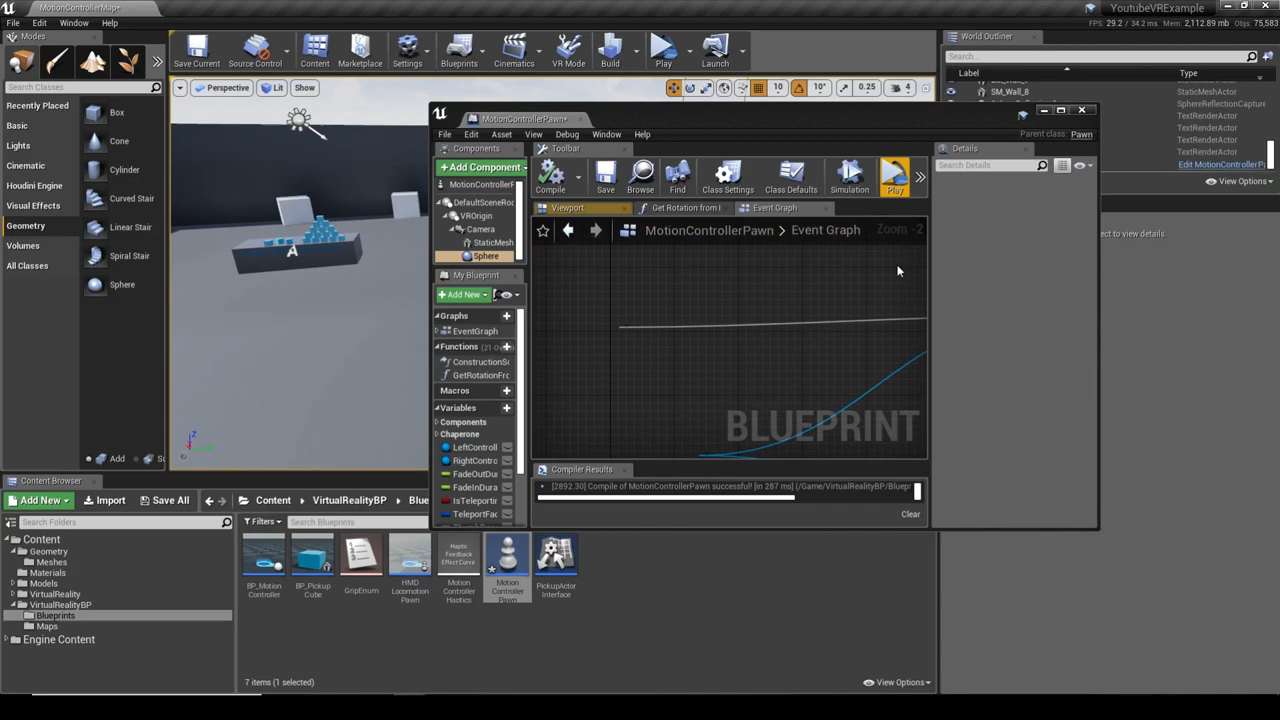 MotionControllerMap*
YoutubeVRExample
File Edit Window Help
FPS: 29.2 / 34.2 ms Mem: 2,112.89 mb Objs: 75,583
Modes
Search Classes
Recently Placed
Basic
Lights
Cinematic
Houdini Engine
Visual Effects
Geometry
Volumes
All Classes
Box
Cone
Cylinder
Curved Stair
Linear Stair
Spiral Stair
Sphere
Add
Save Current
Source Control
Content
Marketplace
Settings
Blueprints
Cinematics
VR Mode
Build
Play
Launch
Perspective Lit Show
10 10° 0.25 4
A
Z
World Outliner
Search...
Label Type
SM_Wall_8 StaticMeshActor
SphereReflectionCapture
TextRenderActor
TextRenderActor
TextRenderActor
TextRenderActor
Edit MotionControllerP
View Options
MotionControllerPawn*
File Edit Asset View Debug Window Help
Parent class: Pawn
Components
+Add Component
MotionControllerP
DefaultSceneRoo
VROrigin
Camera
StaticMesh
Sphere
Toolbar
Compile
Save
Browse
Find
Class Settings
Class Defaults
Simulation
Play
Viewport
Get Rotation from I
Event Graph
MotionControllerPawn > Event Graph
Zoom -2
BLUEPRINT
My Blueprint
+Add New
Graphs
EventGraph
Functions (21 Ov
ConstructionSc
GetRotationFro
Macros
Variables
Components
Chaperone
LeftControll
RightContro
FadeOutDu
FadeInDura
IsTeleportir
TeleportFac
Compiler Results
[2892.30] Compile of MotionControllerPawn successful! [in 287 ms] (/Game/VirtualRealityBP/Bluepr
Clear
Details
Search Details
Content Browser
Add New Import Save All
Content VirtualRealityBP Blue
Search Folders
Filters Search Blueprints
Content
Geometry
Meshes
Materials
Models
VirtualReality
VirtualRealityBP
Blueprints
Maps
Engine Content
BP_Motion
Controller
BP_Pickup
Cube
GripEnum
HMD
Locomotion
Pawn
Haptic
Feedback
Effect Curve
Motion
Controller
Haptics
Motion
Controller
Pawn
PickupActor
Interface
7 items (1 selected)
View Options